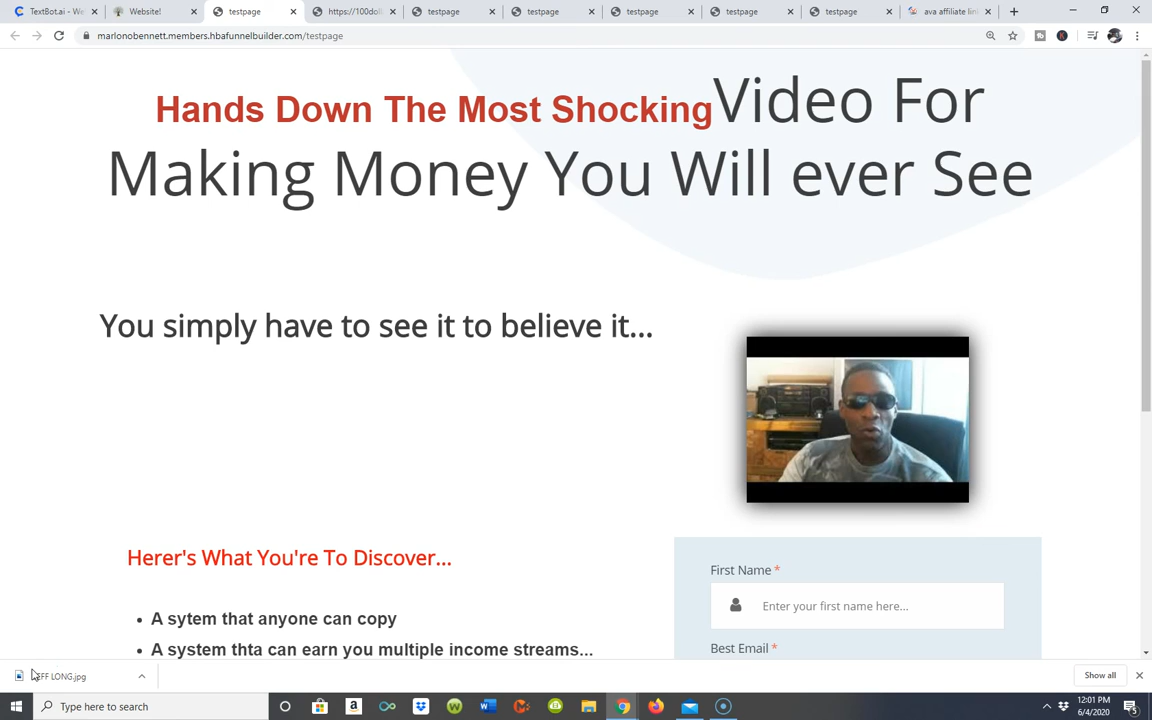 TextBot.ai - We
Website!
testpage
https://100doll
testpage
testpage
testpage
testpage
testpage
ava affiliate lin
marlonobennett.members.hbafunnelbuilder.com/testpage
Hands Down The Most ShockingVideo For
Making Money You Will ever See
You simply have to see it to believe it...
Herer's What You're To Discover...
A sytem that anyone can copy
A system thta can earn you multiple income streams...
First Name *
Enter your first name here...
Best Email *
LONG.jpg
Show all
Type here to search
12:01 PM
6/4/2020
5